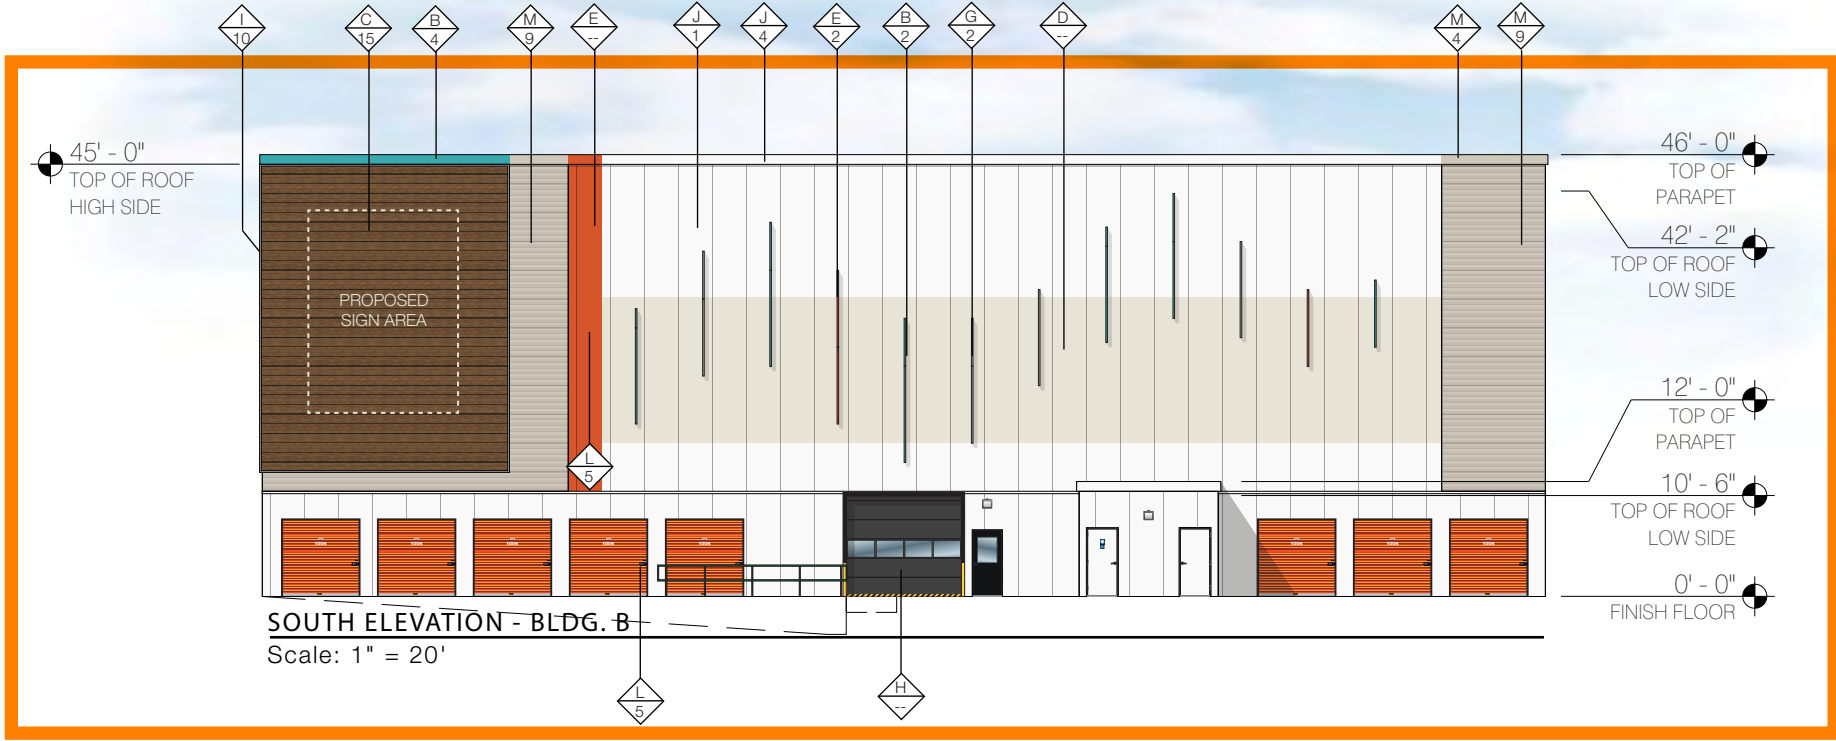 I
10
C
15
B
4
M
9
E
--
J
1
J
4
E
2
B
2
G
2
D
--
M
4
M
9
45' - 0"
TOP OF ROOF
HIGH SIDE
PROPOSED
SIGN AREA
46' - 0"
TOP OF
PARAPET
42' - 2"
TOP OF ROOF
LOW SIDE
12' - 0"
TOP OF
PARAPET
L
5
10' - 6"
TOP OF ROOF
LOW SIDE
0' - 0"
FINISH FLOOR
SOUTH ELEVATION - BLDG. B
Scale: 1" = 20'
L
5
H
--